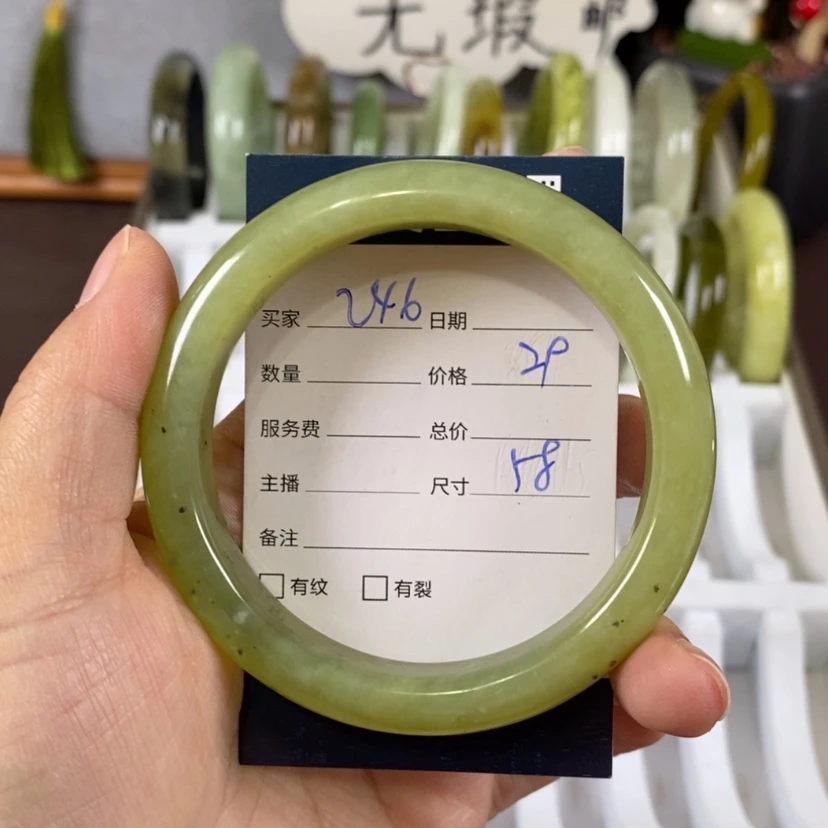 无瑕
买家 246 日期
数量 价格 29
服务费 总价
主播 尺寸 58
备注
有纹 有裂